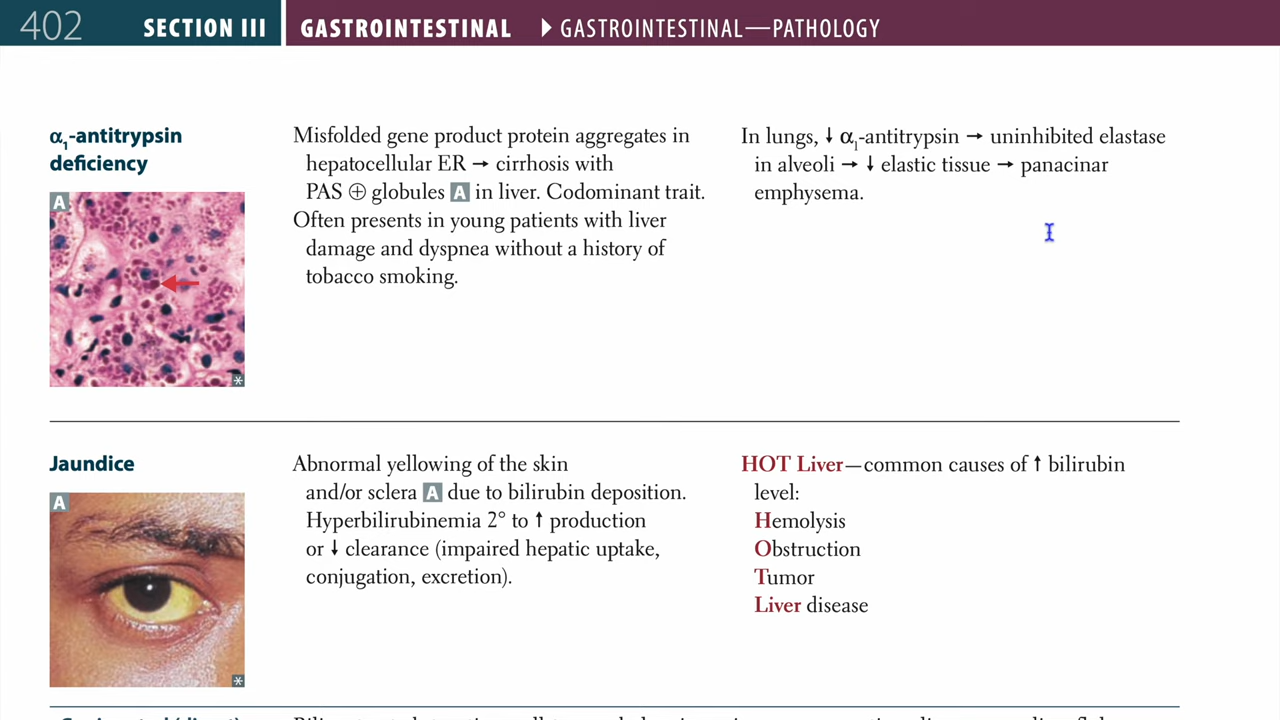 402 SECTION III GASTROINTESTINAL ▶ GASTROINTESTINAL—PATHOLOGY
α₁-antitrypsin
deficiency
A
Misfolded gene product protein aggregates in
hepatocellular ER → cirrhosis with
PAS ⊕ globules A in liver. Codominant trait.
Often presents in young patients with liver
damage and dyspnea without a history of
tobacco smoking.
In lungs, ↓ α₁-antitrypsin → uninhibited elastase
in alveoli → ↓ elastic tissue → panacinar
emphysema.
Jaundice
A
Abnormal yellowing of the skin
and/or sclera A due to bilirubin deposition.
Hyperbilirubinemia 2° to ↑ production
or ↓ clearance (impaired hepatic uptake,
conjugation, excretion).
HOT Liver—common causes of ↑ bilirubin
level:
Hemolysis
Obstruction
Tumor
Liver disease